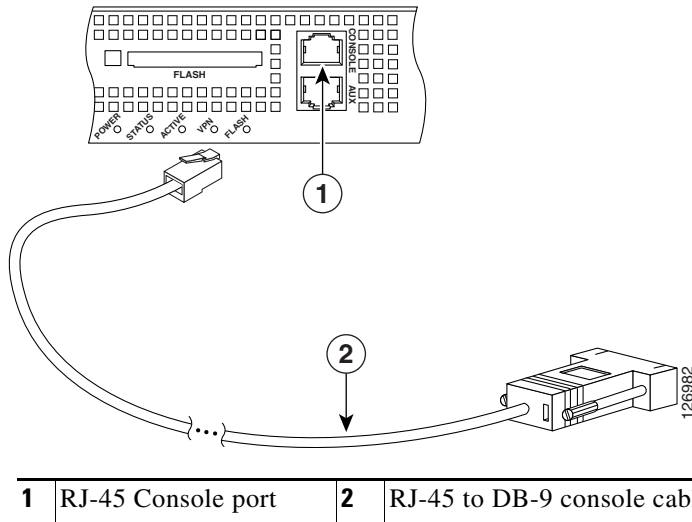 CONSOLE
FLASH
AUX
POWER
STATUS
ACTIVE
VPN
FLASH
1
2
126982
1 RJ-45 Console port 2 RJ-45 to DB-9 console cab